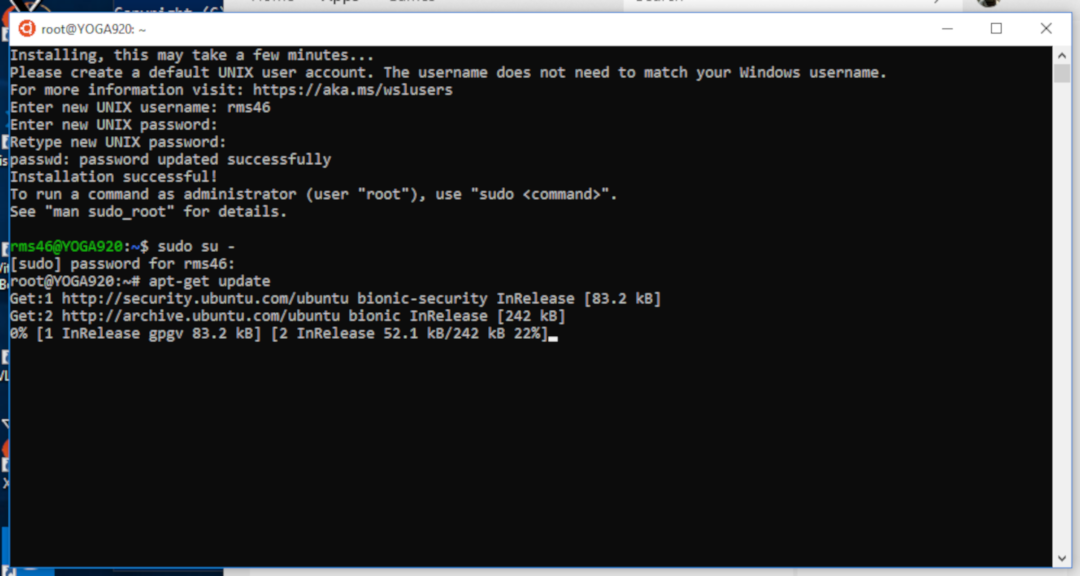 root@YOGA920: ~
Installing, this may take a few minutes...
Please create a default UNIX user account. The username does not need to match your Windows username.
For more information visit: https://aka.ms/wslusers
Enter new UNIX username: rms46
Enter new UNIX password:
Retype new UNIX password:
passwd: password updated successfully
Installation successful!
To run a command as administrator (user "root"), use "sudo <command>".
See "man sudo_root" for details.
rms46@YOGA920:~$ sudo su -
[sudo] password for rms46:
root@YOGA920:~# apt-get update
Get:1 http://security.ubuntu.com/ubuntu bionic-security InRelease [83.2 kB]
Get:2 http://archive.ubuntu.com/ubuntu bionic InRelease [242 kB]
0% [1 InRelease gpgv 83.2 kB] [2 InRelease 52.1 kB/242 kB 22%]